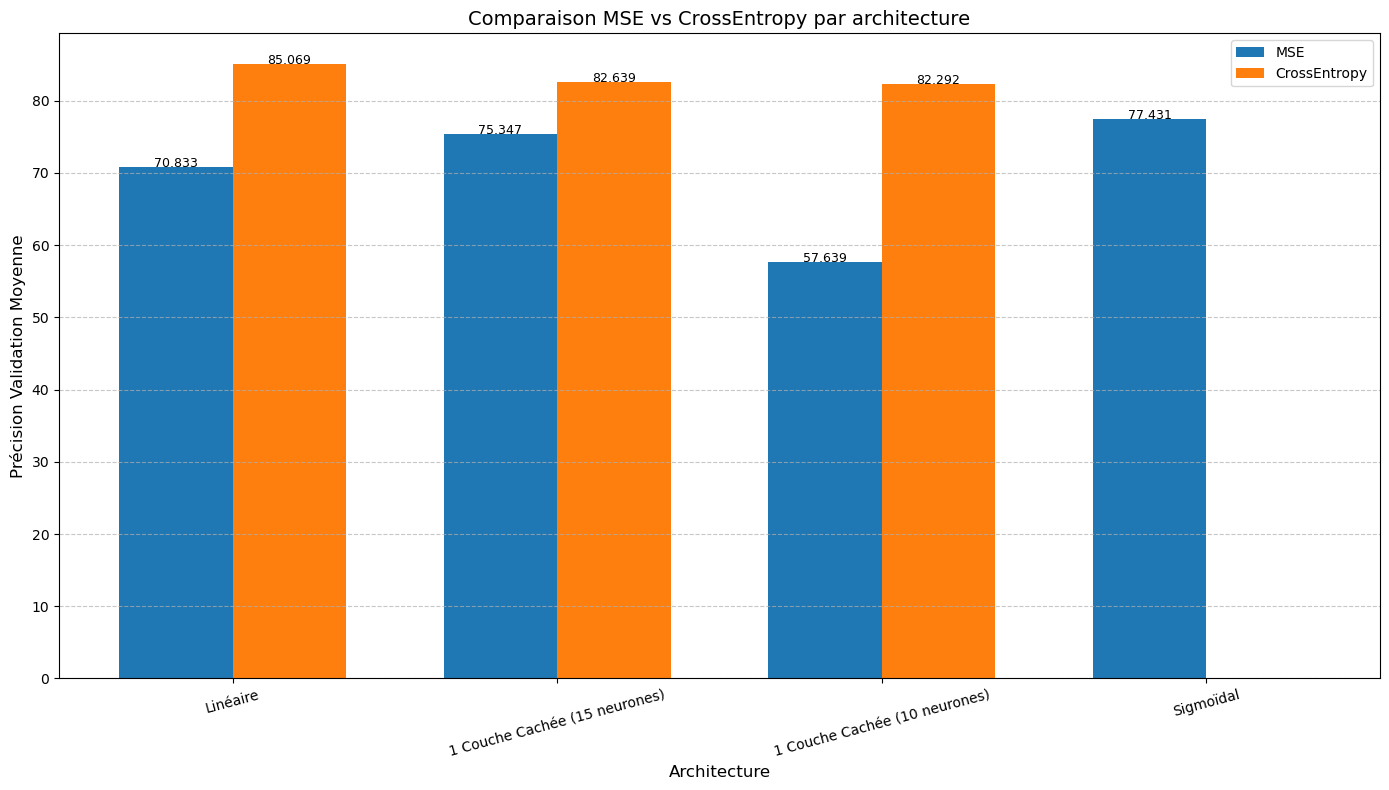 Comparaison MSE vs CrossEntropy par architecture
MSE
CrossEntropy
85.069
82.639
82.292
77.431
75.347
70.833
57.639
Précision Validation Moyenne
80
70
60
50
40
30
20
10
0
Linéaire
1 Couche Cachée (15 neurones)
1 Couche Cachée (10 neurones)
Sigmoïdal
Architecture